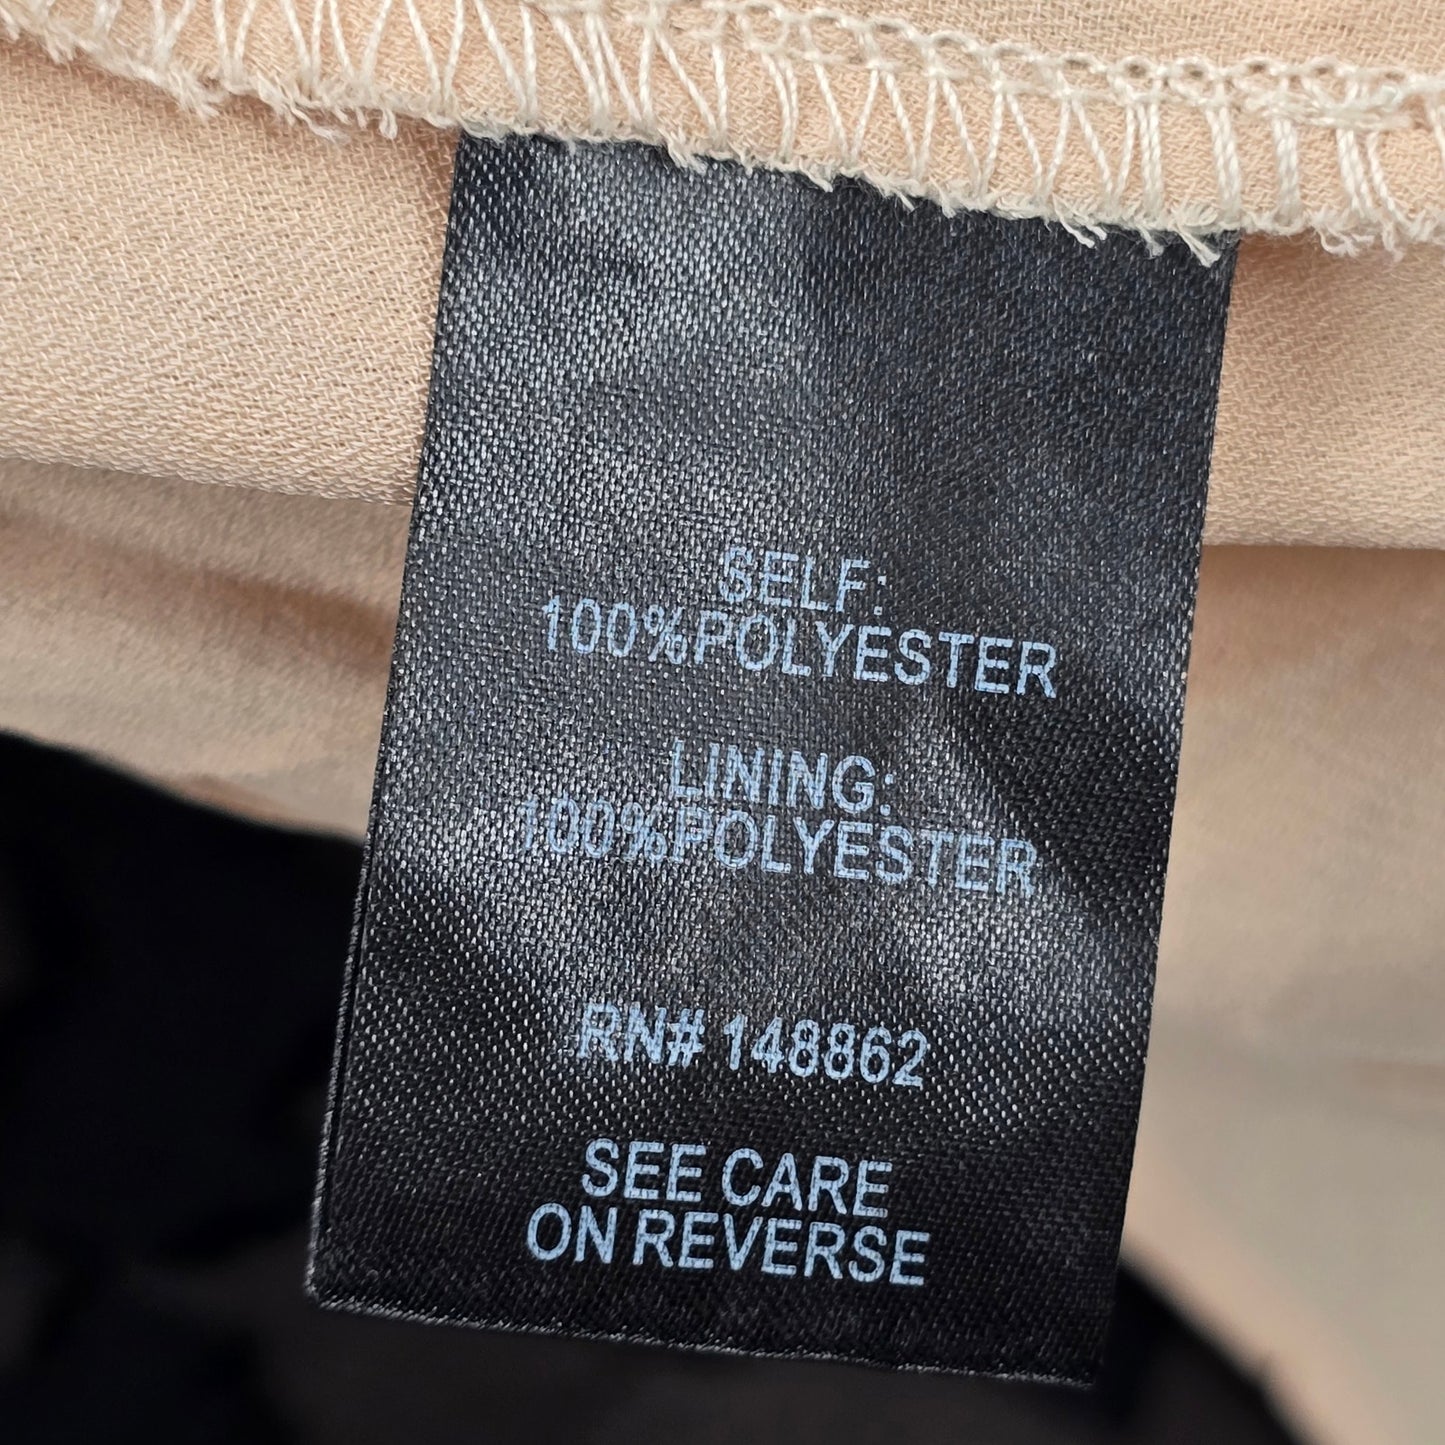 SELF:
100%POLYESTER
LINING:
100%POLYESTER
RN# 148862
SEE CARE
ON REVERSE